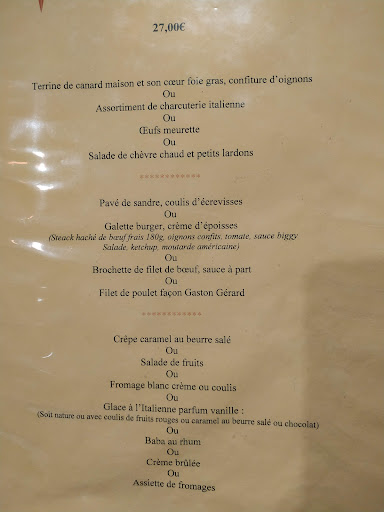 27,00€
Terrine de canard maison et son cœur foie gras, confiture d'oignons
Ou
Assortiment de charcuterie italienne
Ou
Œufs meurette
Ou
Salade de chèvre chaud et petits lardons
************
Pavé de sandre, coulis d'écrevisses
Ou
Galette burger, crème d'époisses
(Steack haché de bœuf frais 180g, oignons confits, tomate, sauce biggy
Salade, ketchup, moutarde américaine)
Ou
Brochette de filet de bœuf, sauce à part
Ou
Filet de poulet façon Gaston Gérard
************
Crêpe caramel au beurre salé
Ou
Salade de fruits
Ou
Fromage blanc crème ou coulis
Ou
Glace à l'Italienne parfum vanille :
(Soit nature ou avec coulis de fruits rouges ou caramel au beurre salé ou chocolat)
Ou
Baba au rhum
Ou
Crème brûlée
Ou
Assiette de fromages